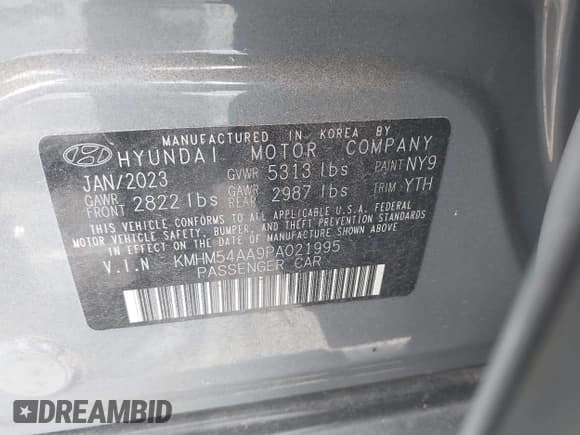 MANUFACTURED IN KOREA BY
HYUNDAI MOTOR COMPANY
JAN/2023 GVWR 5313 lbs PAINT NY9
GAWR FRONT 2822 lbs GAWR REAR 2987 lbs TRIM YTH
THIS VEHICLE CONFORMS TO ALL APPLICABLE U.S.A. FEDERAL
MOTOR VEHICLE SAFETY, BUMPER, AND THEFT PREVENTION STANDARDS
IN EFFECT ON THE DATE OF MANUFACTURE SHOWN ABOVE.
V.I.N KMHM54AA9PA021995
PASSENGER CAR
DREAMBID